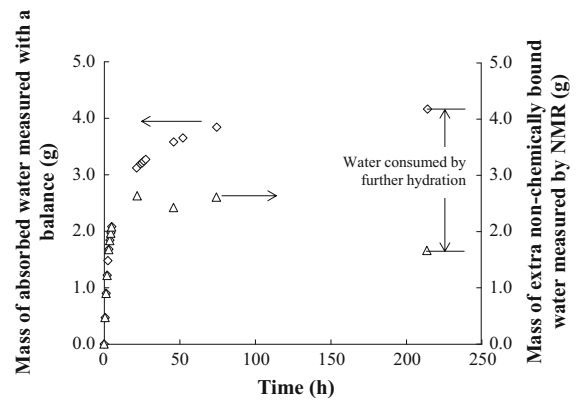 Mass of absorbed water measured with a
balance (g)
5.0
4.0
3.0
2.0
1.0
0.0
0
50
100
150
200
250
Time (h)
Water consumed by
further hydration
5.0
4.0
3.0
2.0
1.0
0.0
Mass of extra non-chemically bound
water measured by NMR (g)